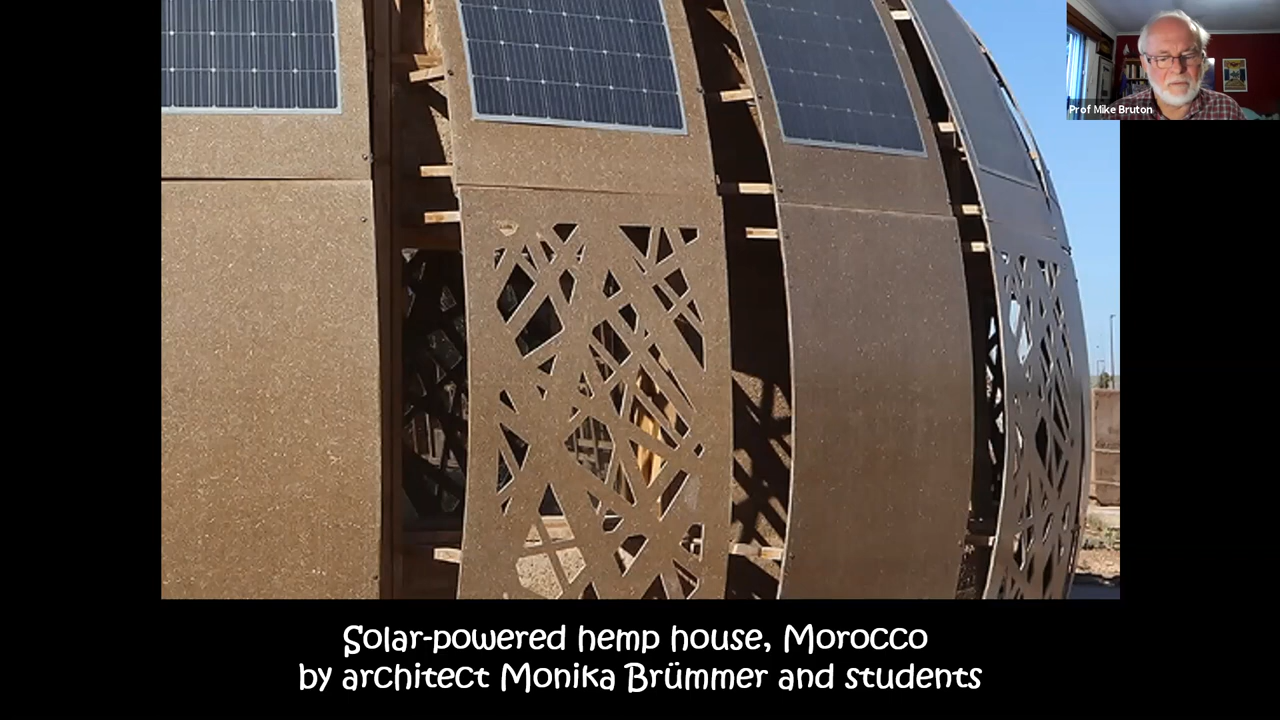 Prof Mike Bruton
Solar-powered hemp house, Morocco
by architect Monika Brümmer and students